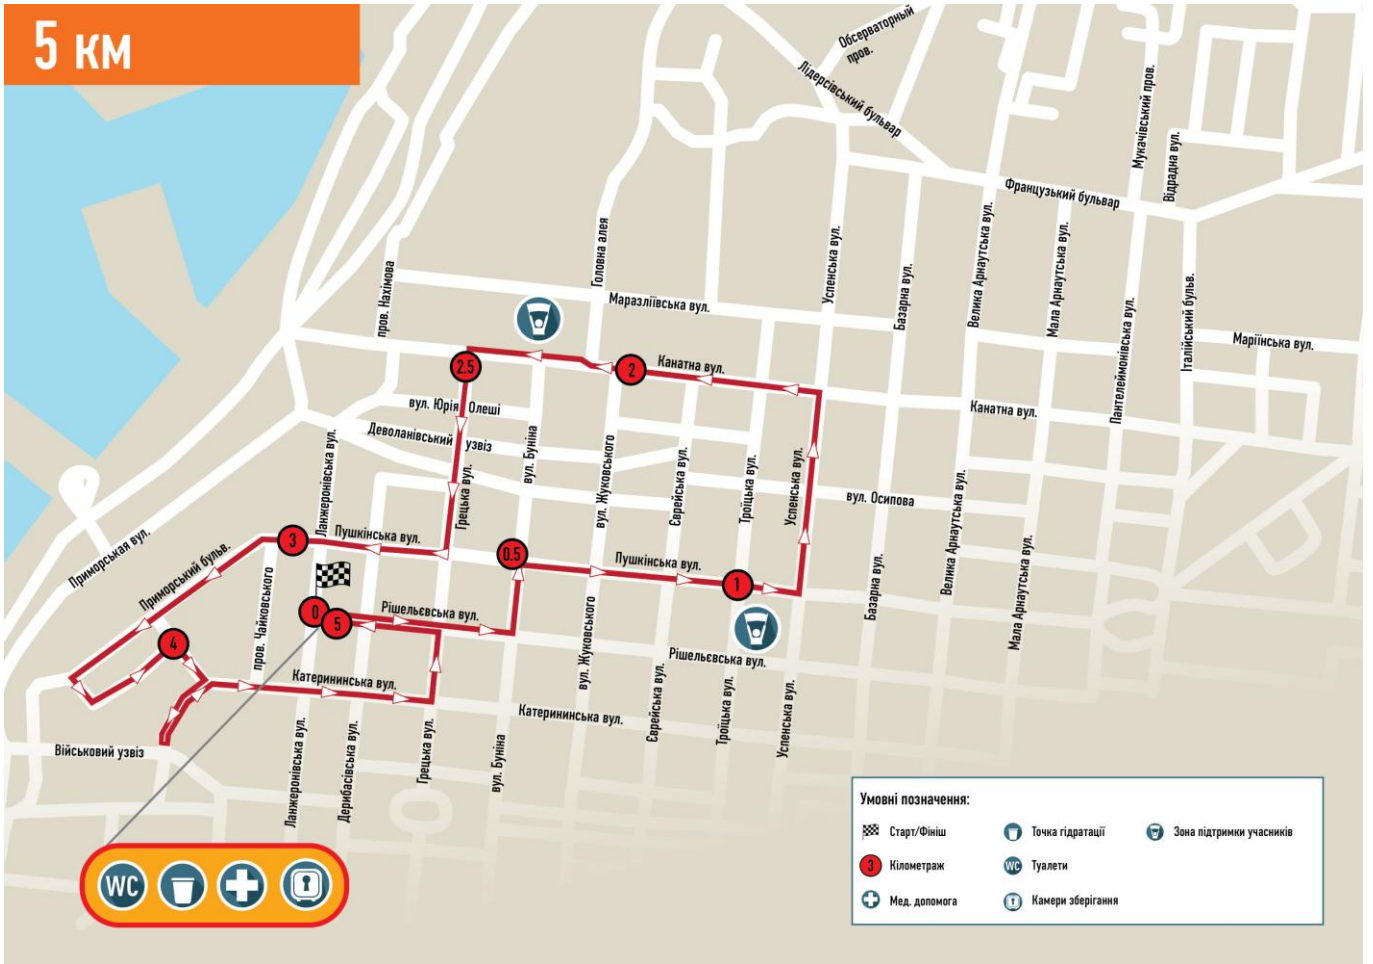 5 км
Обсерваторный
пров.
Лідерсівський бульвар
Мукачівський пров.
Відрадна вул.
Французький бульвар
Головна алея
пров. Нахімова
Маразліївська вул.
Успенська вул.
Базарна вул.
Велика Арнаутська вул.
Мала Арнаутська вул.
Пантелеймонівська вул.
Італійський бульв.
Маріїнська вул.
2.5
2
Канатна вул.
Канатна вул.
вул. Юрія Олеші
Деволанівський узвіз
Ланжеронівська вул.
Грецька вул.
вул. Буніна
вул. Жуковського
Єврейська вул.
Троїцька вул.
Успенська вул.
вул. Осипова
Базарна вул.
Велика Арнаутська вул.
Мала Арнаутська вул.
Приморськая вул.
Приморський бульв.
3
Пушкінська вул.
0.5
Пушкінська вул.
1
0
5
Рішельєвська вул.
Рішельєвська вул.
пров. Чайковського
4
Катерининська вул.
Катерининська вул.
вул. Жуковського
Єврейська вул.
Троїцька вул.
Успенська вул.
Військовий узвіз
Ланжеронівська вул.
Дерибасівська вул.
Грецька вул.
вул. Буніна
WC
Умовні позначення:
Старт/Фініш
Точка гідратації
Зона підтримки учасників
3
Кілометраж
WC
Туалети
Мед. допомога
Камери зберігання